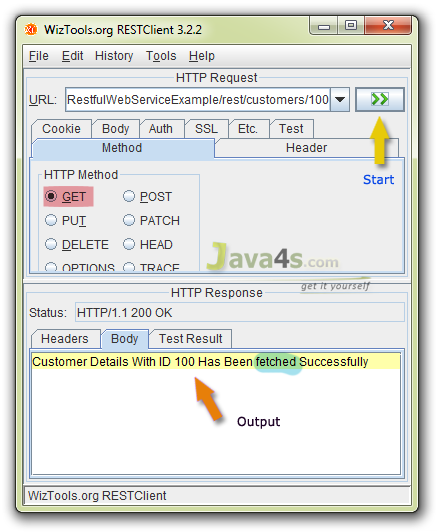 WizTools.org RESTClient 3.2.2
File Edit History Tools Help
HTTP Request
URL: RestfulWebServiceExample/rest/customers/100
Cookie Body Auth SSL Etc. Test
Method Header
HTTP Method
Start
GET POST
PUT PATCH
DELETE HEAD
OPTIONS TRACE
Java4s.com
get it yourself
HTTP Response
Status: HTTP/1.1 200 OK
Headers Body Test Result
Customer Details With ID 100 Has Been fetched Successfully
Output
WizTools.org RESTClient